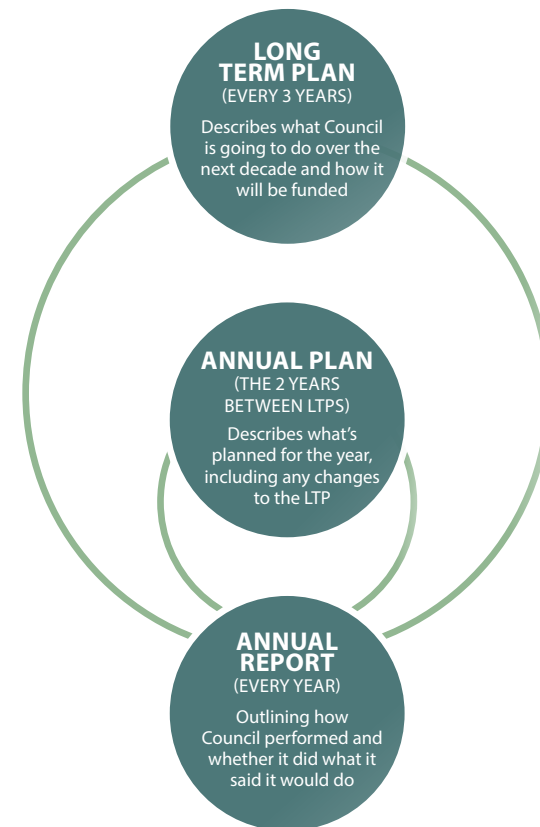 LONG
TERM PLAN
(EVERY 3 YEARS)
Describes what Council
is going to do over the
next decade and how it
will be funded
ANNUAL PLAN
(THE 2 YEARS
BETWEEN LTPS)
Describes what's
planned for the year,
including any changes
to the LTP
ANNUAL
REPORT
(EVERY YEAR)
Outlining how
Council performed and
whether it did what it
said it would do